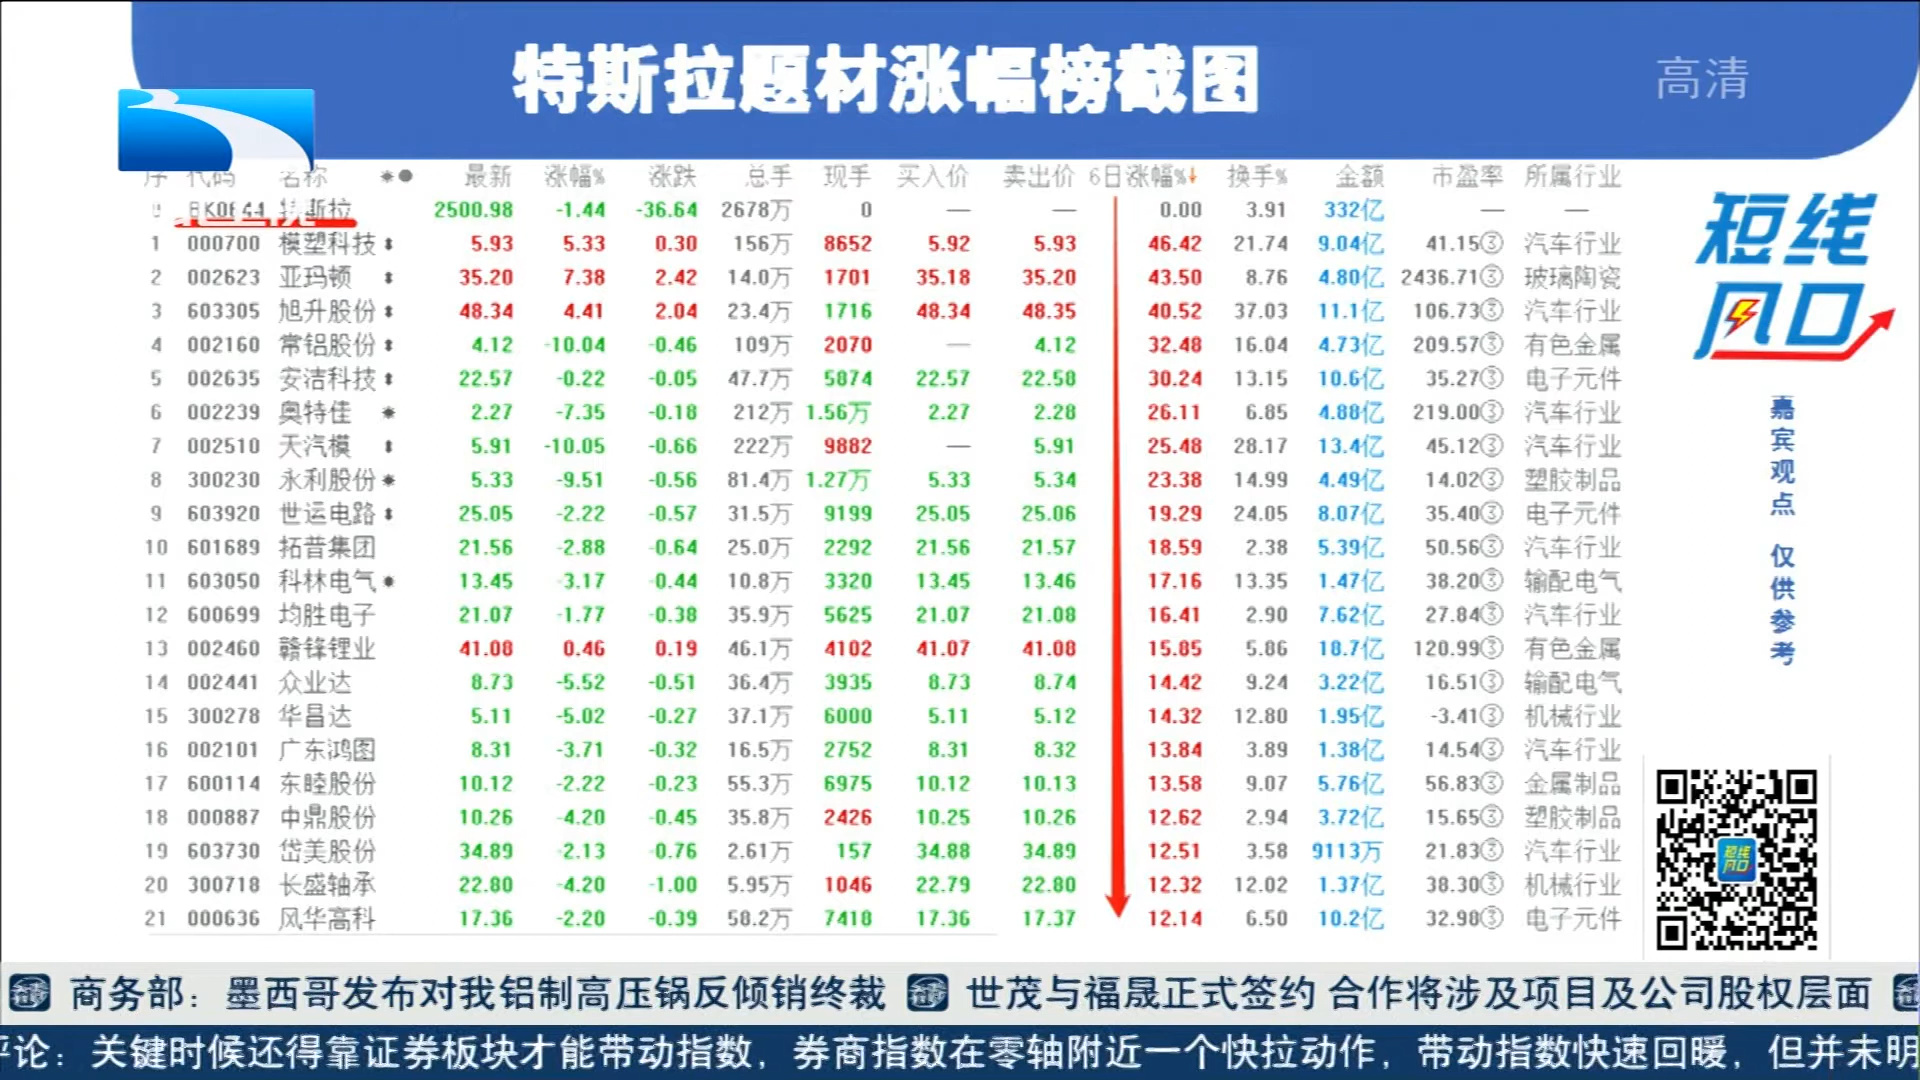 特斯拉题材涨幅榜截图
高清
序 代码 名称 最新 涨幅% 涨跌 总手 现手 买入价 卖出价 6日涨幅%↓ 换手% 金额 市盈率 所属行业
BK0644 特斯拉 2500.98 -1.44 -36.64 2678万 0 — — 0.00 3.91 332亿 — —
1 000700 模塑科技 5.93 5.33 0.30 156万 8652 5.92 5.93 46.42 21.74 9.04亿 41.15③ 汽车行业
2 002623 亚玛顿 35.20 7.38 2.42 14.0万 1701 35.18 35.20 43.50 8.76 4.80亿 2436.71③ 玻璃陶瓷
3 603305 旭升股份 48.34 4.41 2.04 23.4万 1716 48.34 48.35 40.52 37.03 11.1亿 106.73③ 汽车行业
4 002160 常铝股份 4.12 -10.04 -0.46 109万 2070 — 4.12 32.48 16.04 4.73亿 209.57③ 有色金属
5 002635 安洁科技 22.57 -0.22 -0.05 47.7万 5874 22.57 22.58 30.24 13.15 10.6亿 35.27③ 电子元件
6 002239 奥特佳 2.27 -7.35 -0.18 212万 1.56万 2.27 2.28 26.11 6.85 4.88亿 219.00③ 汽车行业
7 002510 天汽模 5.91 -10.05 -0.66 222万 9882 — 5.91 25.48 28.17 13.4亿 45.12③ 汽车行业
8 300230 永利股份 5.33 -9.51 -0.56 81.4万 1.27万 5.33 5.34 23.38 14.99 4.49亿 14.02③ 塑胶制品
9 603920 世运电路 25.05 -2.22 -0.57 31.5万 9199 25.05 25.06 19.29 24.05 8.07亿 35.40③ 电子元件
10 601689 拓普集团 21.56 -2.88 -0.64 25.0万 2292 21.56 21.57 18.59 2.38 5.39亿 50.56③ 汽车行业
11 603050 科林电气 13.45 -3.17 -0.44 10.8万 3320 13.45 13.46 17.16 13.35 1.47亿 38.20③ 输配电气
12 600699 均胜电子 21.07 -1.77 -0.38 35.9万 5625 21.07 21.08 16.41 2.90 7.62亿 27.84③ 汽车行业
13 002460 赣锋锂业 41.08 0.46 0.19 46.1万 4102 41.07 41.08 15.85 5.86 18.7亿 120.99③ 有色金属
14 002441 众业达 8.73 -5.52 -0.51 36.4万 3935 8.73 8.74 14.42 9.24 3.22亿 16.51③ 输配电气
15 300278 华昌达 5.11 -5.02 -0.27 37.1万 6000 5.11 5.12 14.32 12.80 1.95亿 -3.41③ 机械行业
16 002101 广东鸿图 8.31 -3.71 -0.32 16.5万 2752 8.31 8.32 13.84 3.89 1.38亿 14.54③ 汽车行业
17 600114 东睦股份 10.12 -2.22 -0.23 55.3万 6975 10.12 10.13 13.58 9.07 5.76亿 56.83③ 金属制品
18 000887 中鼎股份 10.26 -4.20 -0.45 35.8万 2426 10.25 10.26 12.62 2.94 3.72亿 15.65③ 塑胶制品
19 603730 岱美股份 34.89 -2.13 -0.76 2.61万 157 34.88 34.89 12.51 3.58 9113万 21.83③ 汽车行业
20 300718 长盛轴承 22.80 -4.20 -1.00 5.95万 1046 22.79 22.80 12.32 12.02 1.37亿 38.30③ 机械行业
21 000636 风华高科 17.36 -2.20 -0.39 58.2万 7418 17.36 17.37 12.14 6.50 10.2亿 32.98③ 电子元件
短线
风口
嘉宾观点 仅供参考
短线
风口
商务部：墨西哥发布对我铝制高压锅反倾销终裁 世茂与福晟正式签约 合作将涉及项目及公司股权层面
评论：关键时候还得靠证券板块才能带动指数，券商指数在零轴附近一个快拉动作，带动指数快速回暖，但并未明